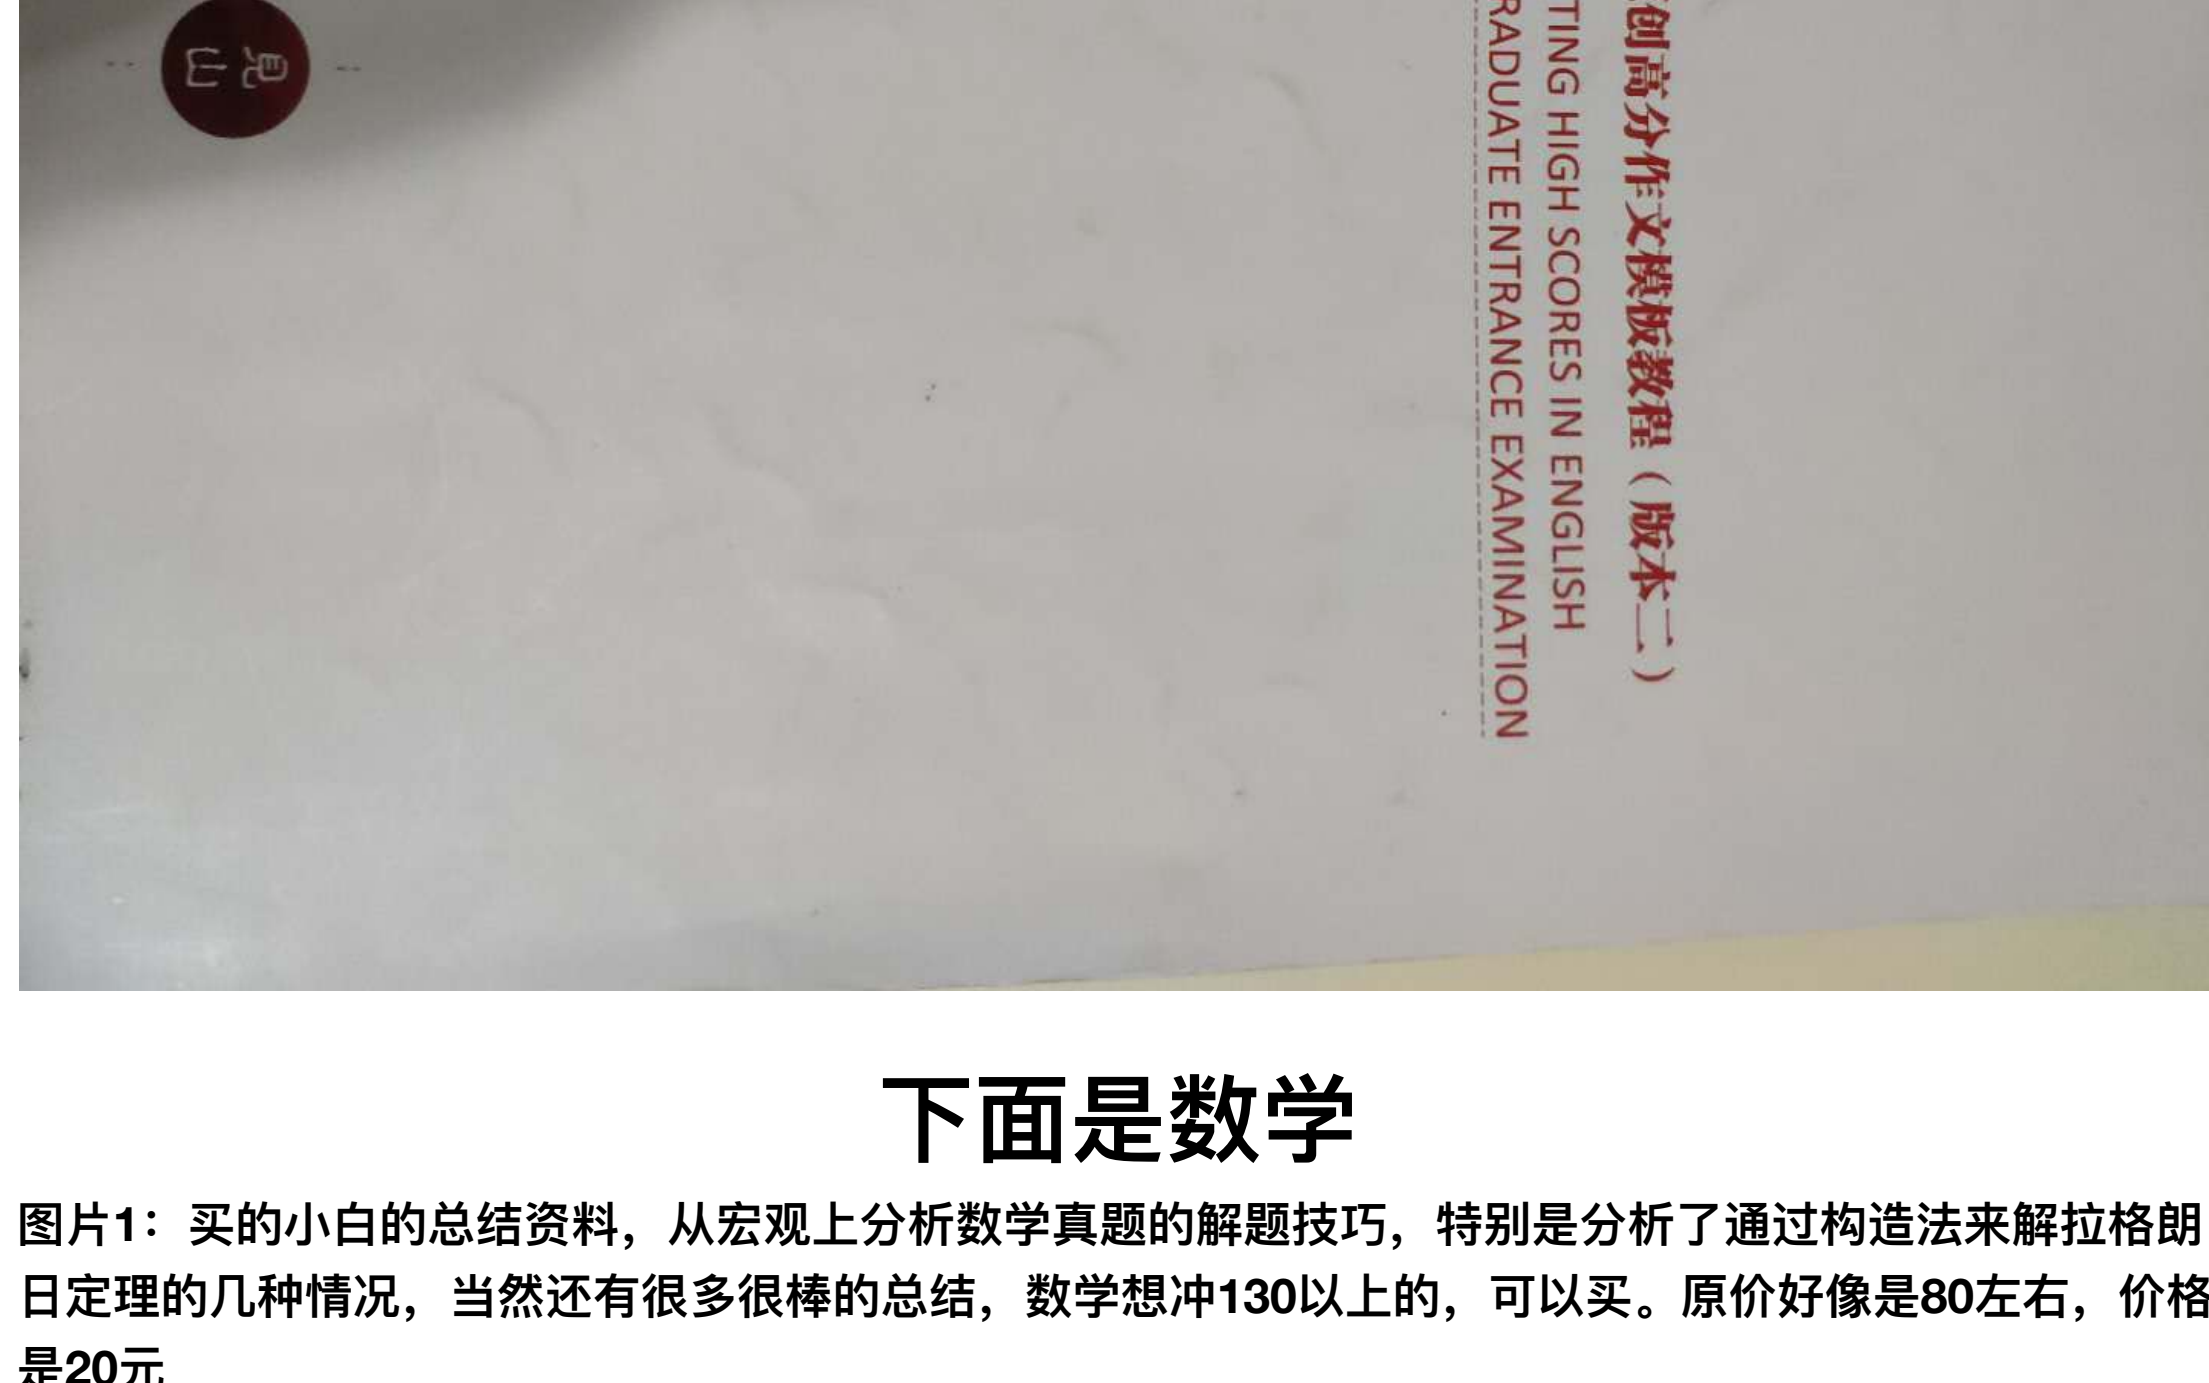 見山
创高分作文模板教程（版本二）
TING HIGH SCORES IN ENGLISH
RADUATE ENTRANCE EXAMINATION
下面是数学
图片1：买的小白的总结资料，从宏观上分析数学真题的解题技巧，特别是分析了通过构造法来解拉格朗
日定理的几种情况，当然还有很多很棒的总结，数学想冲130以上的，可以买。原价好像是80左右，价格
是20元